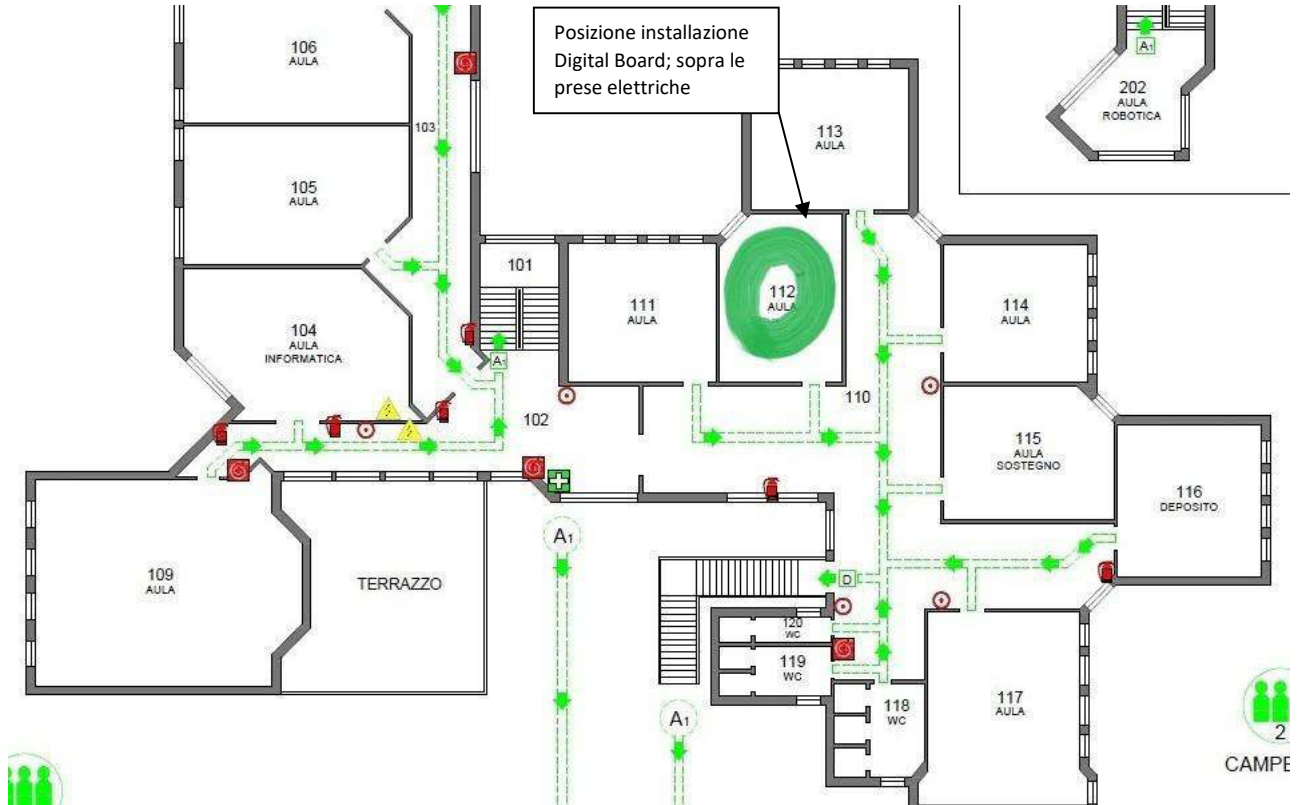 Posizione installazione
Digital Board; sopra le
prese elettriche
106
AULA
103
105
AULA
104
AULA
INFORMATICA
101
A1
102
111
AULA
112
AULA
113
AULA
A1
202
AULA
ROBOTICA
114
AULA
110
115
AULA
SOSTEGNO
116
DEPOSITO
109
AULA
TERRAZZO
A1
D
120
WC
119
WC
118
WC
A1
117
AULA
2
CAMPE